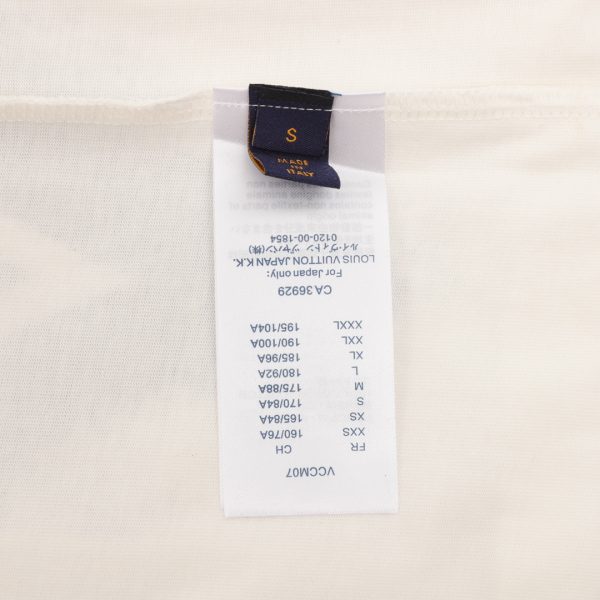 S
MADE
IN
ITALY
VCCM07
FR CH
XXS 160/76A
XS 165/84A
S 170/84A
M 175/88A
L 180/92A
XL 185/96A
XXL 190/100A
XXXL 195/104A
CA 36929
For Japan only:
LOUIS VUITTON JAPAN K.K.
ルイ・ヴィトン ジャパン(株)
0120-00-1854